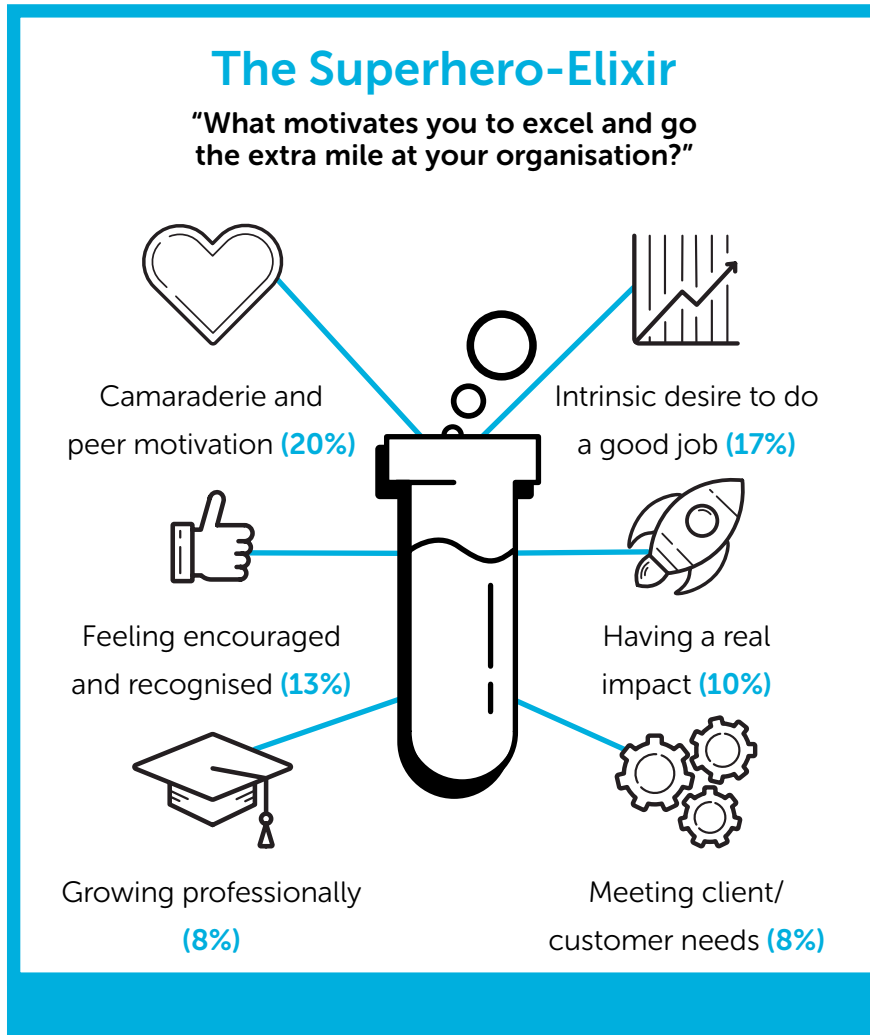 The Superhero-Elixir
“What motivates you to excel and go
the extra mile at your organisation?”
Camaraderie and
peer motivation (20%)
Intrinsic desire to do
a good job (17%)
Feeling encouraged
and recognised (13%)
Having a real
impact (10%)
Growing professionally
(8%)
Meeting client/
customer needs (8%)